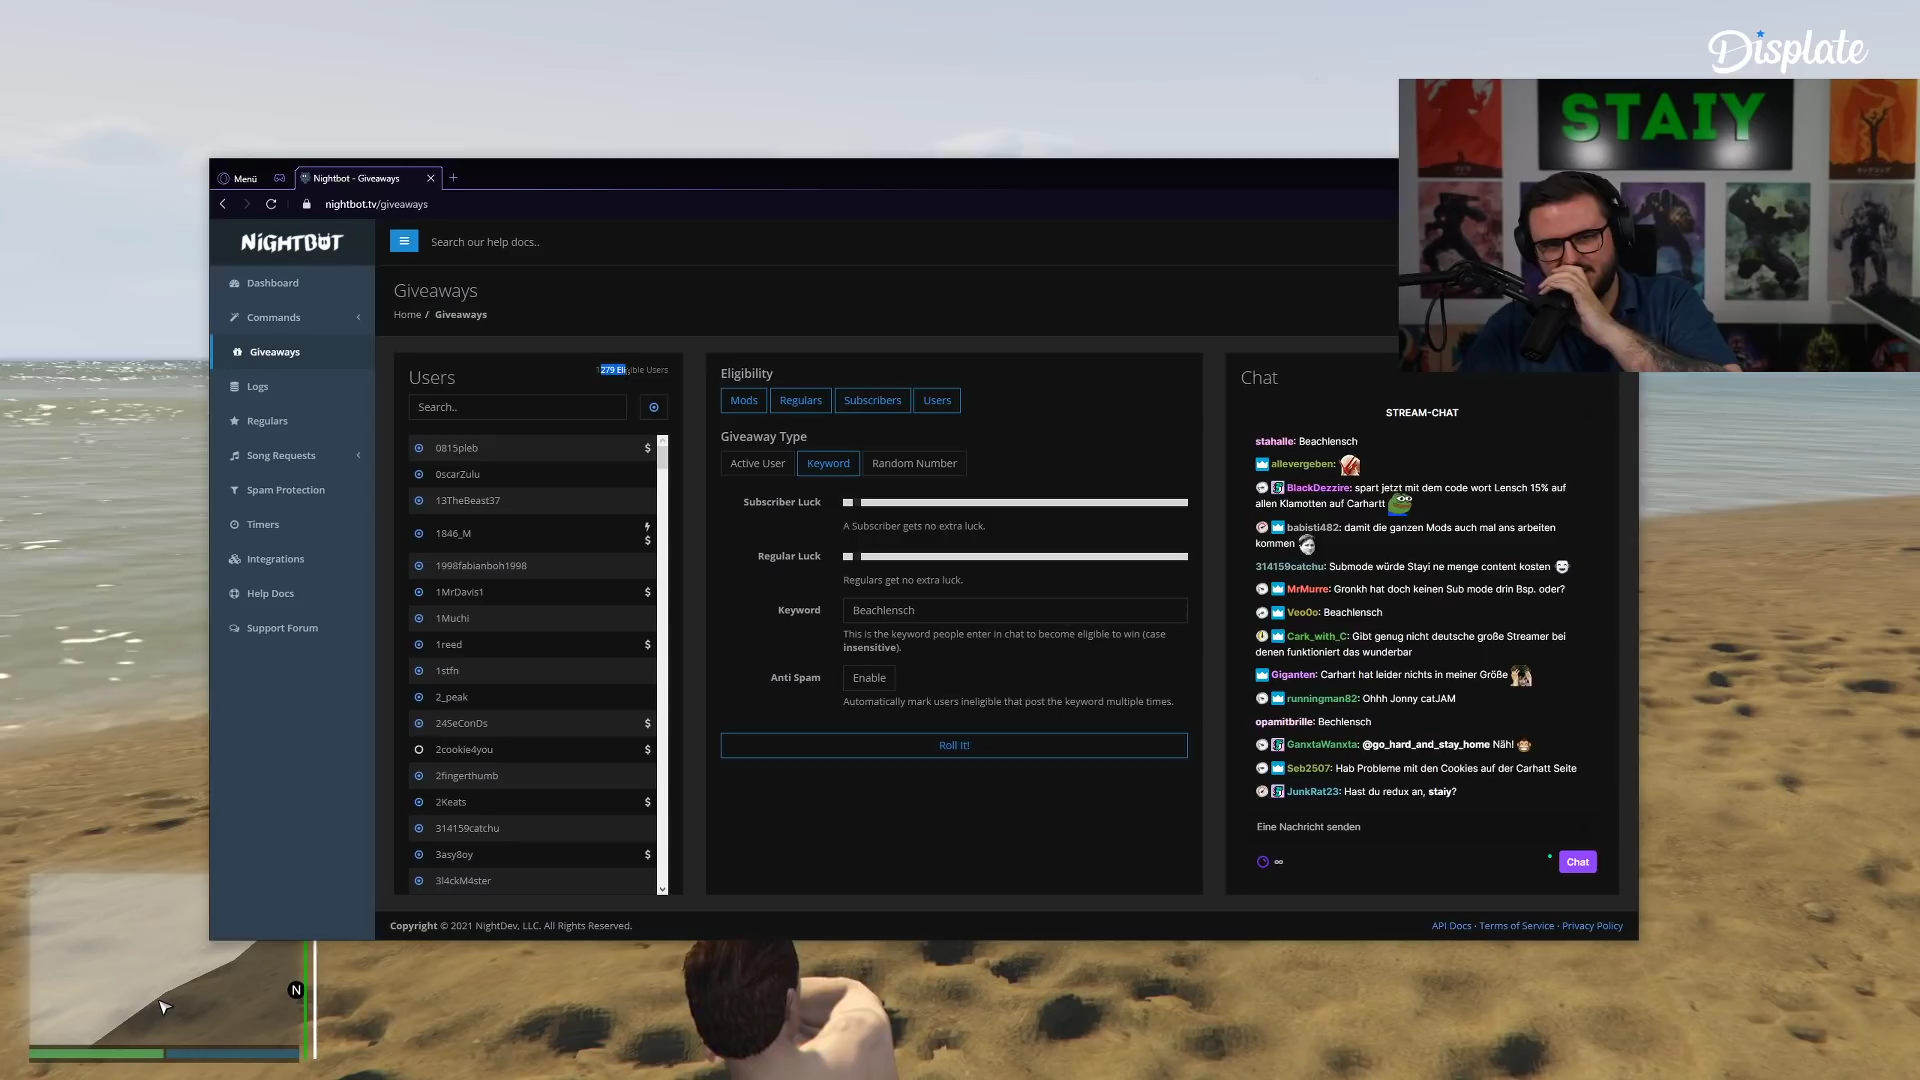 Displate
STAIY
Menü
Nightbot - Giveaways
nightbot.tv/giveaways
NIGHTBOT
Search our help docs..
Dashboard
Commands
Giveaways
Logs
Regulars
Song Requests
Spam Protection
Timers
Integrations
Help Docs
Support Forum
Giveaways
Home / Giveaways
Users
1279 Eligible Users
Search..
0815pleb
0scarZulu
13TheBeast37
1846_M
1998fabianboh1998
1MrDavis1
1Muchi
1reed
1stfn
2_peak
24SeConDs
2cookie4you
2fingerthumb
2Keats
314159catchu
3asy8oy
3l4ckM4ster
Eligibility
Mods
Regulars
Subscribers
Users
Giveaway Type
Active User
Keyword
Random Number
Subscriber Luck
A Subscriber gets no extra luck.
Regular Luck
Regulars get no extra luck.
Keyword
Beachlensch
This is the keyword people enter in chat to become eligible to win (case
insensitive).
Anti Spam
Enable
Automatically mark users ineligible that post the keyword multiple times.
Roll It!
Chat
STREAM-CHAT
stahalle: Beachlensch
allevergeben:
BlackDezzire: spart jetzt mit dem code wort Lensch 15% auf
allen Klamotten auf Carhartt
babisti482: damit die ganzen Mods auch mal ans arbeiten
kommen
314159catchu: Submode würde Stayi ne menge content kosten
MrMurre: Gronkh hat doch keinen Sub mode drin Bsp. oder?
Veo0o: Beachlensch
Cark_with_C: Gibt genug nicht deutsche große Streamer bei
denen funktioniert das wunderbar
Giganten: Carhart hat leider nichts in meiner Größe
runningman82: Ohhh Jonny catJAM
opamitbrille: Bechlensch
GanxtaWanxta: @go_hard_and_stay_home Näh!
Seb2507: Hab Probleme mit den Cookies auf der Carhatt Seite
JunkRat23: Hast du redux an, staiy?
Eine Nachricht senden
Chat
Copyright © 2021 NightDev, LLC. All Rights Reserved.
API Docs · Terms of Service · Privacy Policy
N